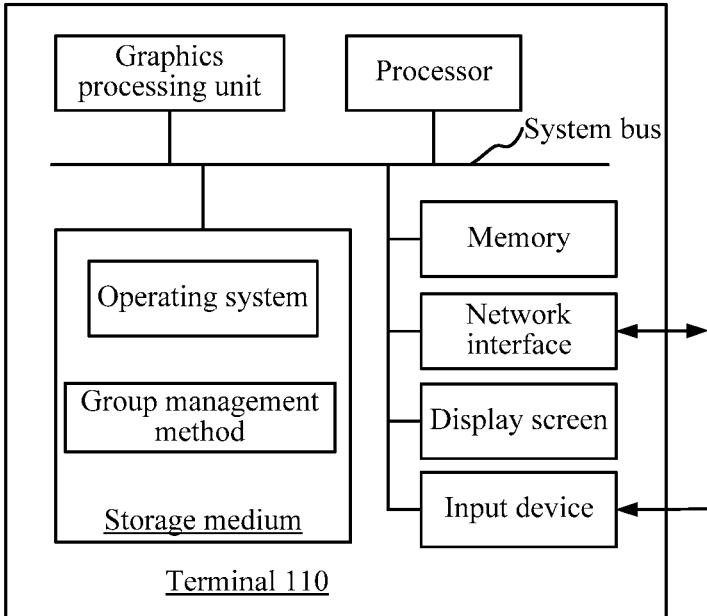 Graphics
processing unit
Processor
System bus
Operating system
Group management
method
Storage medium
Memory
Network
interface
Display screen
Input device
Terminal 110